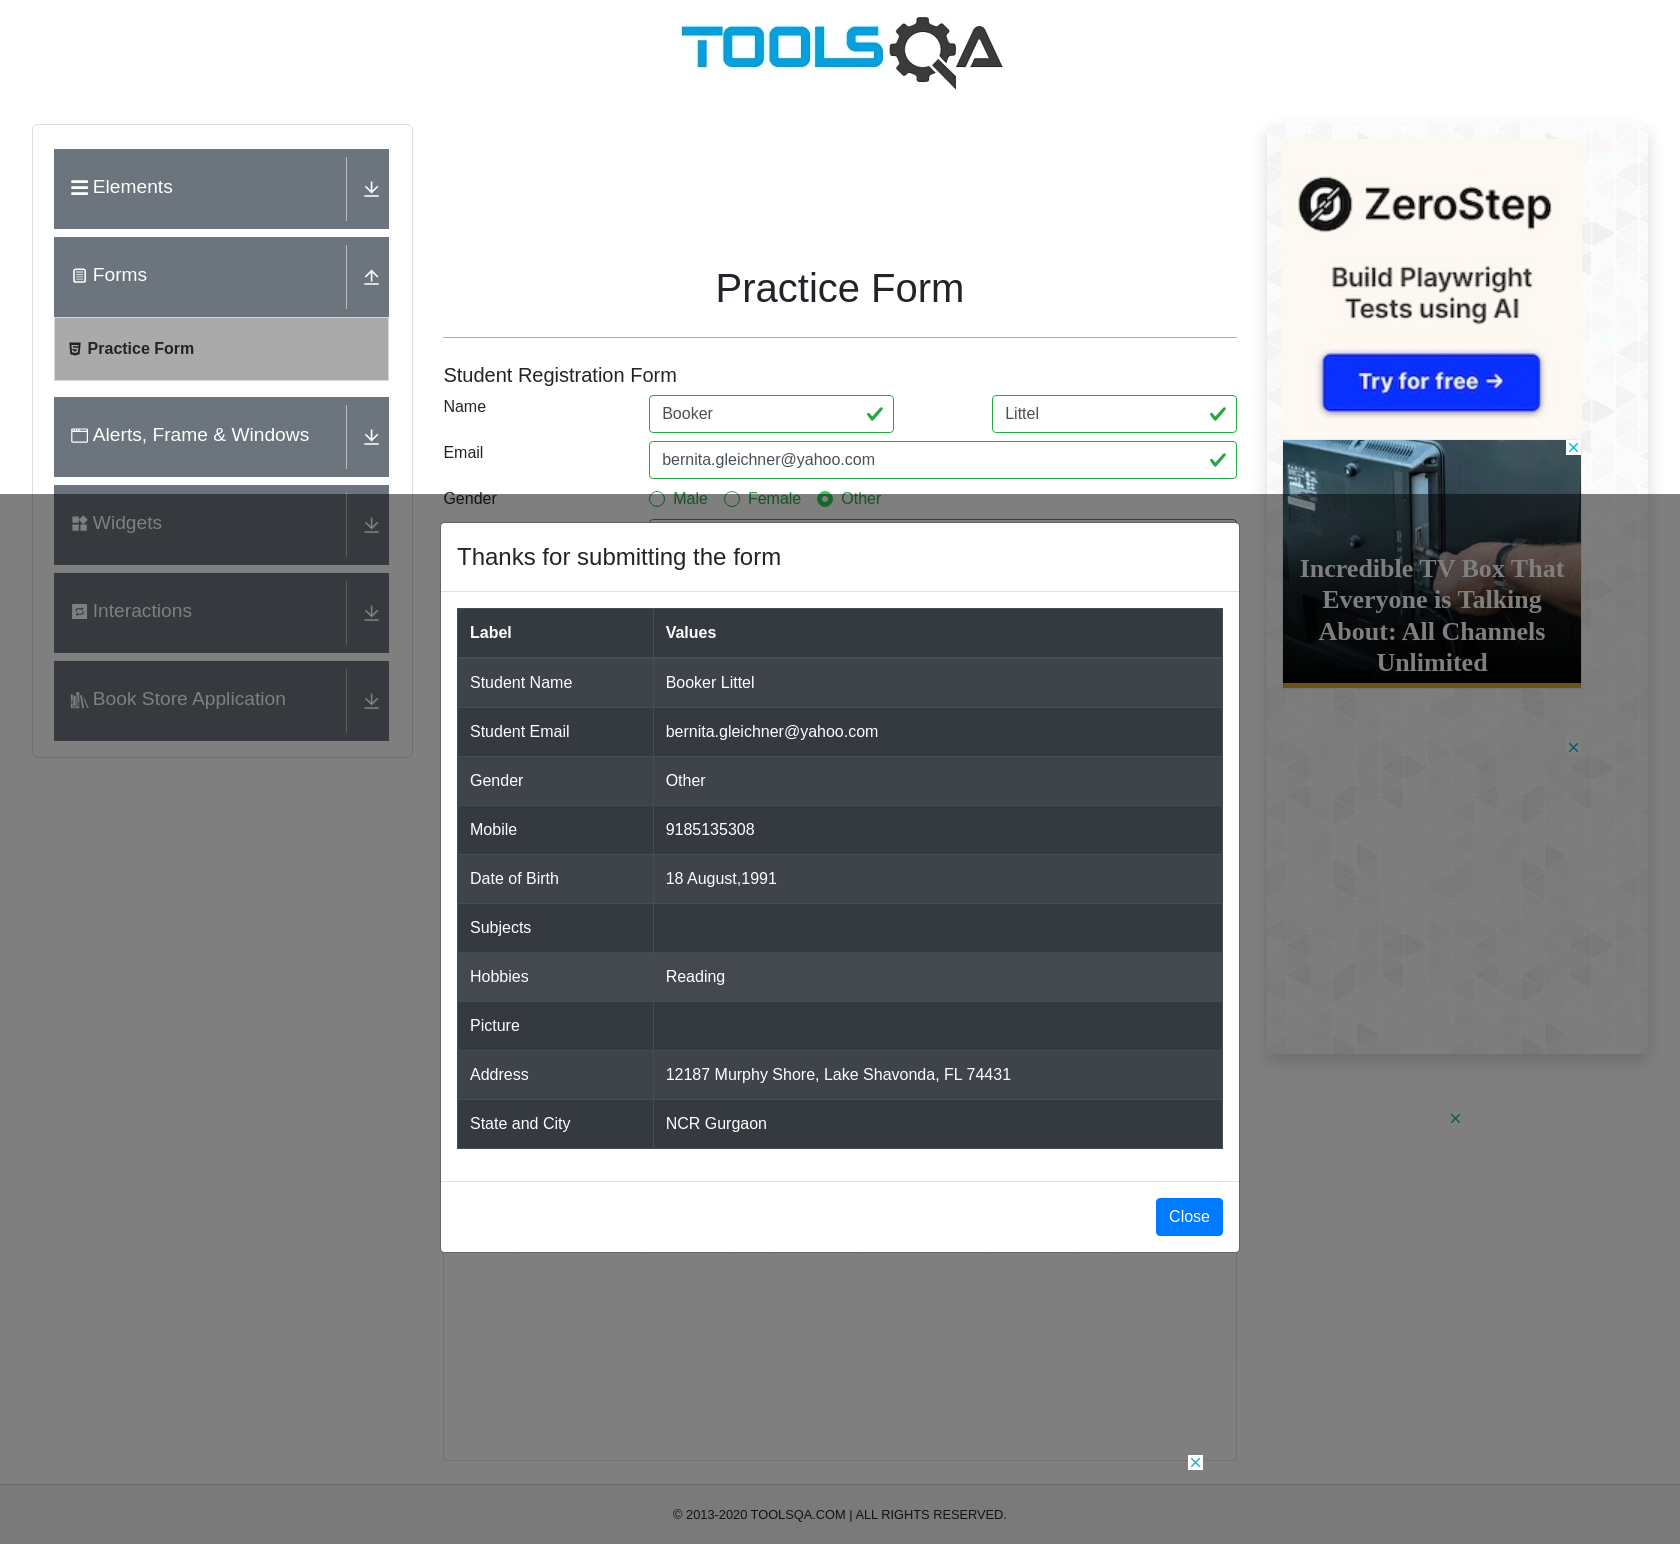 TOOLSQA
Elements
Forms
Practice Form
Alerts, Frame & Windows
Widgets
Interactions
Book Store Application
Practice Form
Student Registration Form
Name
Booker
Littel
Email
bernita.gleichner@yahoo.com
Gender
Male
Female
Other
Thanks for submitting the form
Label Values
Student Name Booker Littel
Student Email bernita.gleichner@yahoo.com
Gender Other
Mobile 9185135308
Date of Birth 18 August,1991
Subjects
Hobbies Reading
Picture
Address 12187 Murphy Shore, Lake Shavonda, FL 74431
State and City NCR Gurgaon
Close
ZeroStep
Build Playwright
Tests using AI
Try for free →
Incredible TV Box That
Everyone is Talking
About: All Channels
Unlimited
© 2013-2020 TOOLSQA.COM | ALL RIGHTS RESERVED.